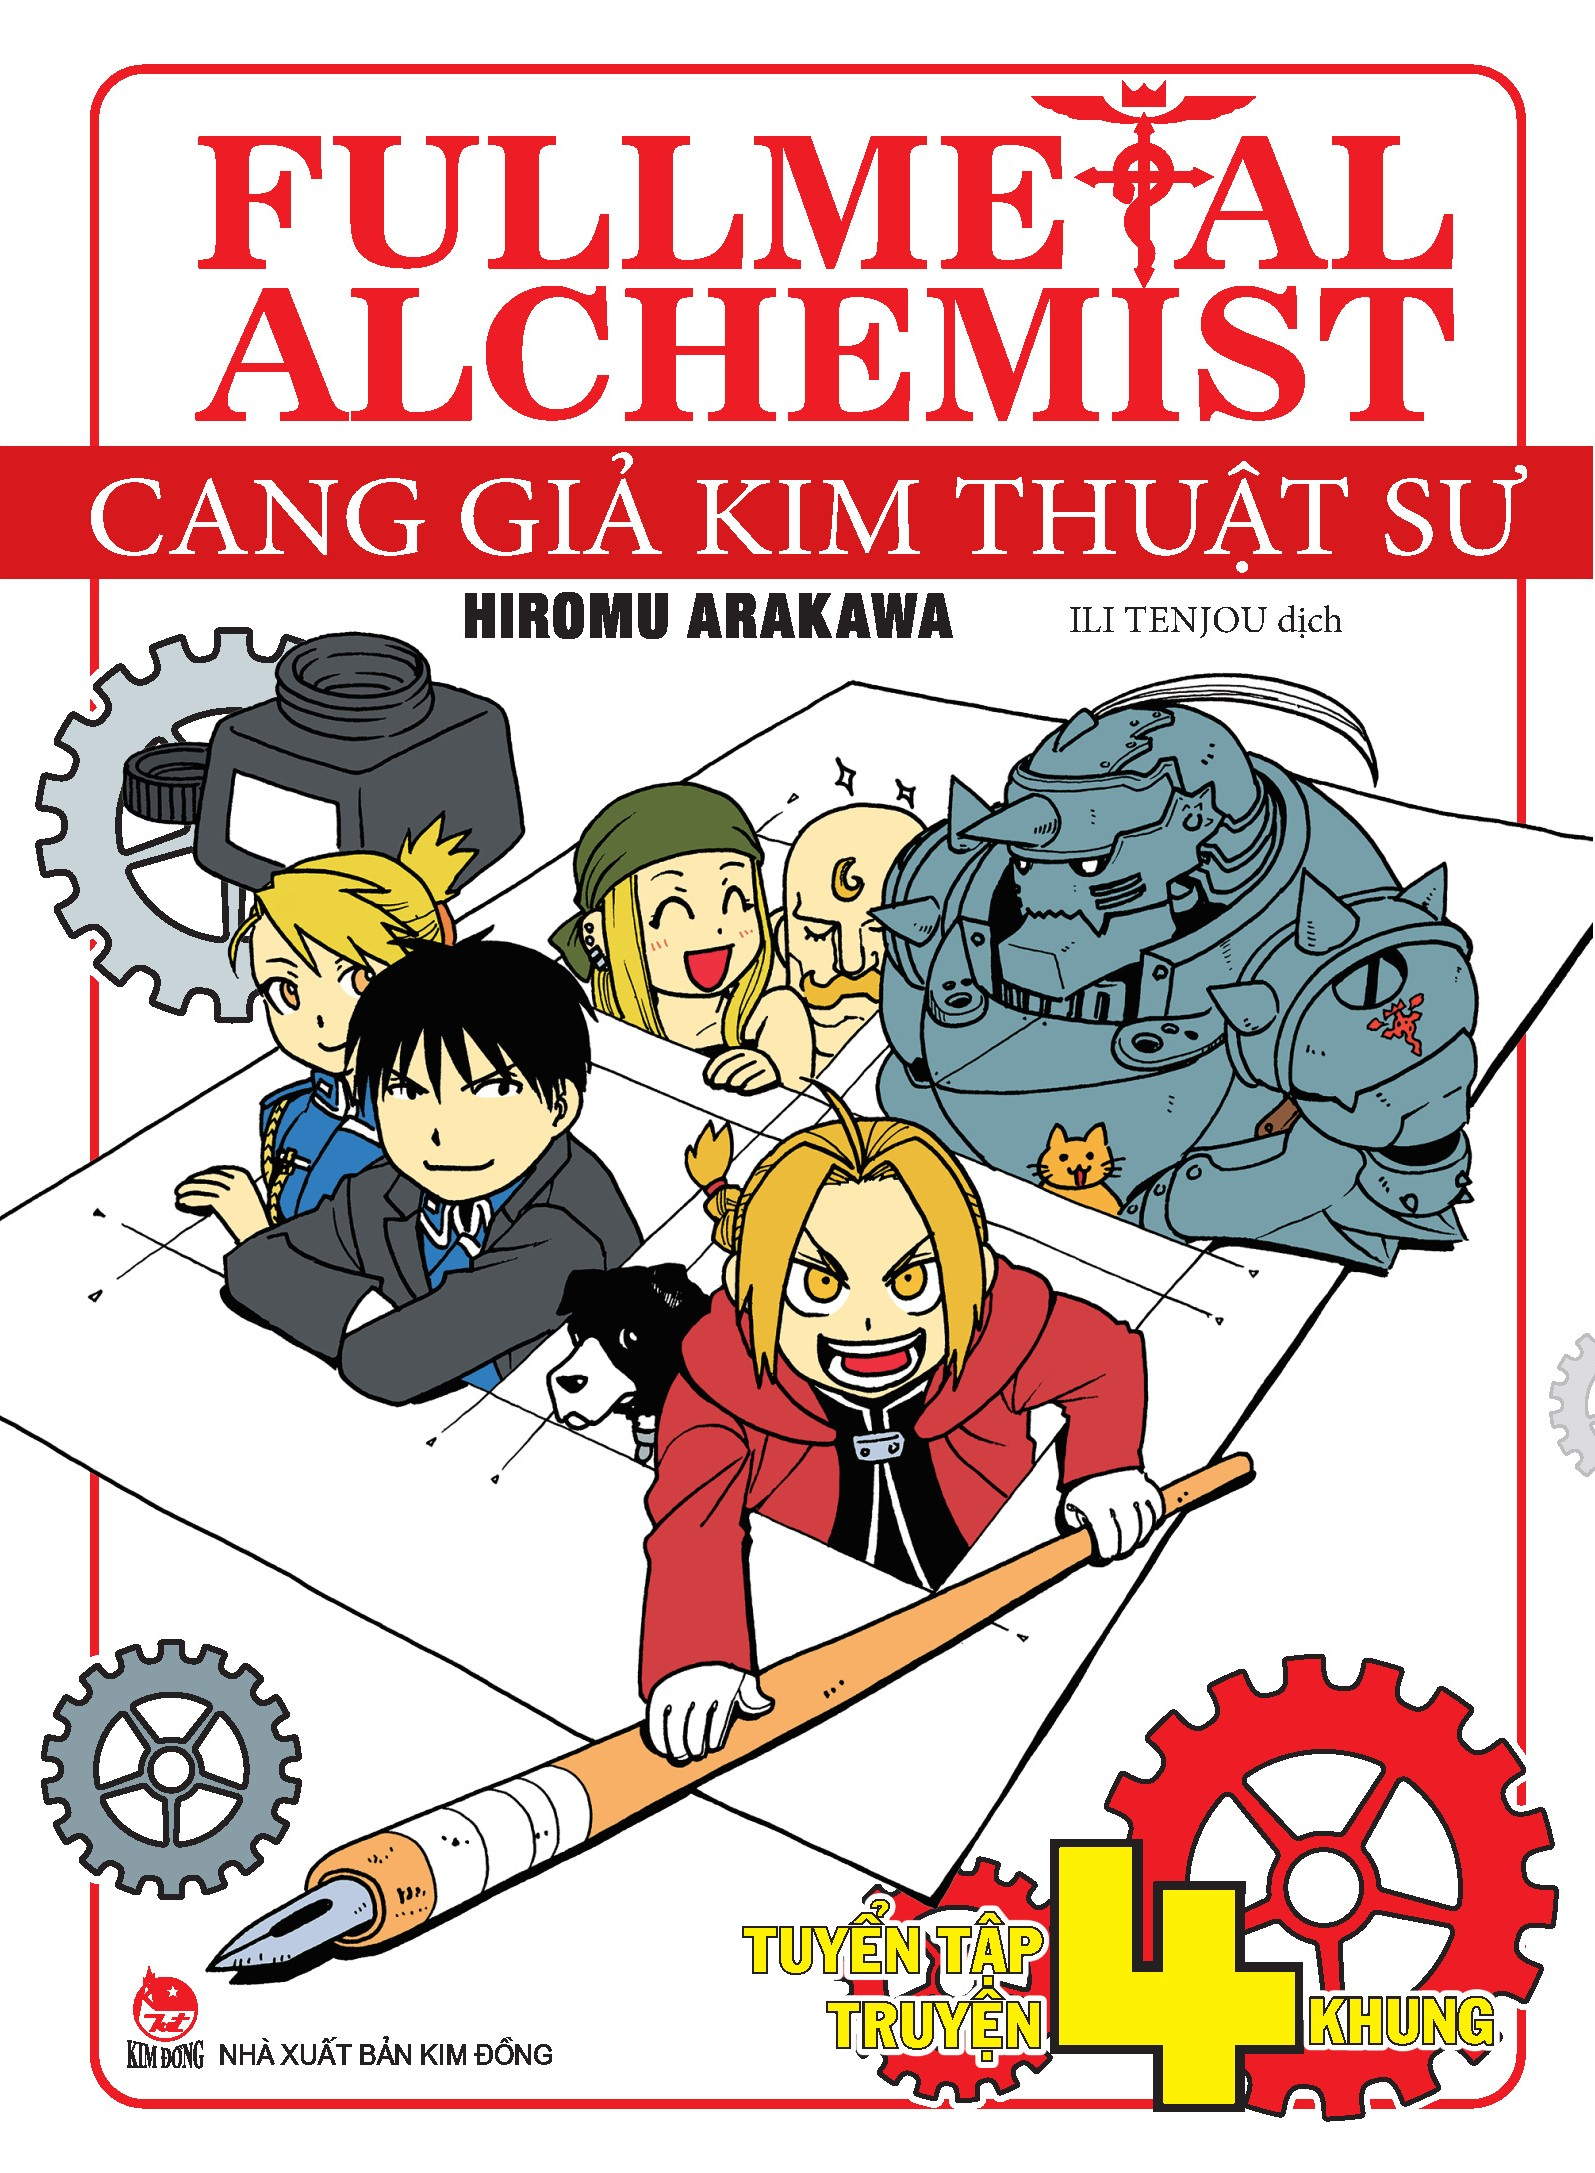 FULLMETAL
ALCHEMIST
CANG GIẢ KIM THUẬT SƯ
HIROMU ARAKAWA
ILI TENJOU dịch
TUYỂN TẬP
TRUYỆN 4 KHUNG
KIM ĐỒNG
NHÀ XUẤT BẢN KIM ĐỒNG